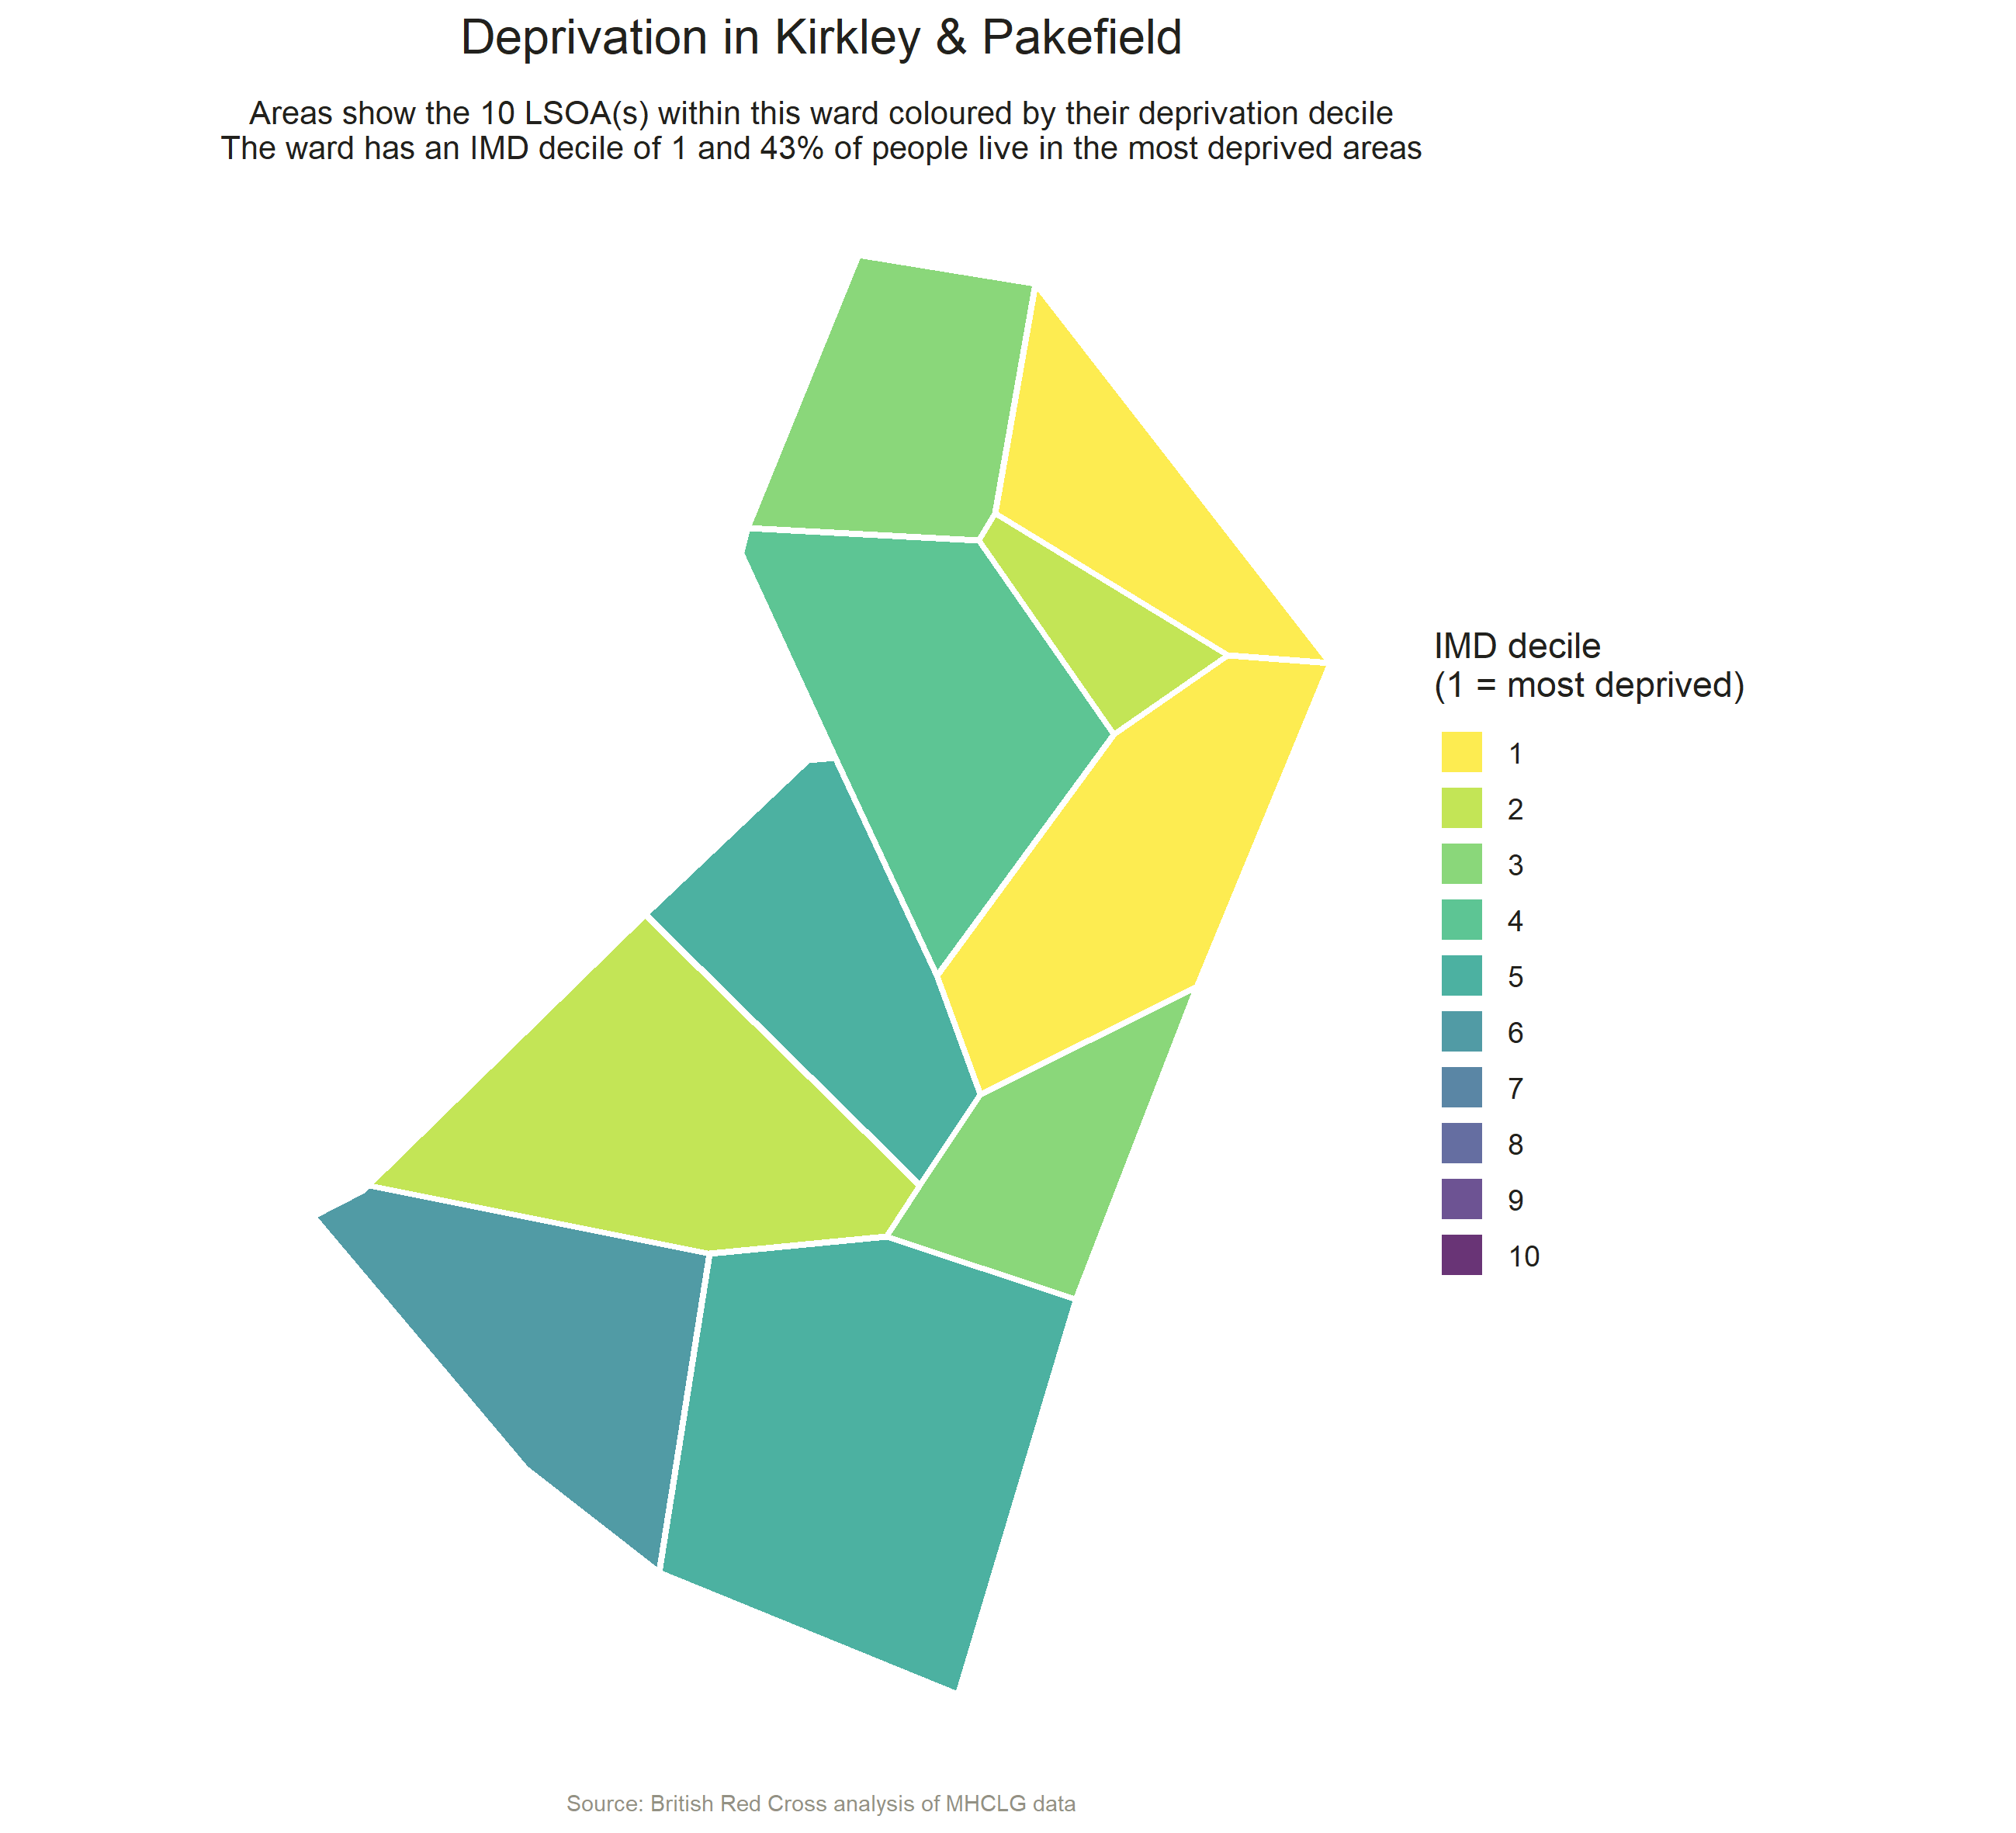 Deprivation in Kirkley & Pakefield
Areas show the 10 LSOA(s) within this ward coloured by their deprivation decile
The ward has an IMD decile of 1 and 43% of people live in the most deprived areas
IMD decile
(1 = most deprived)
1
2
3
4
5
6
7
8
9
10
Source: British Red Cross analysis of MHCLG data